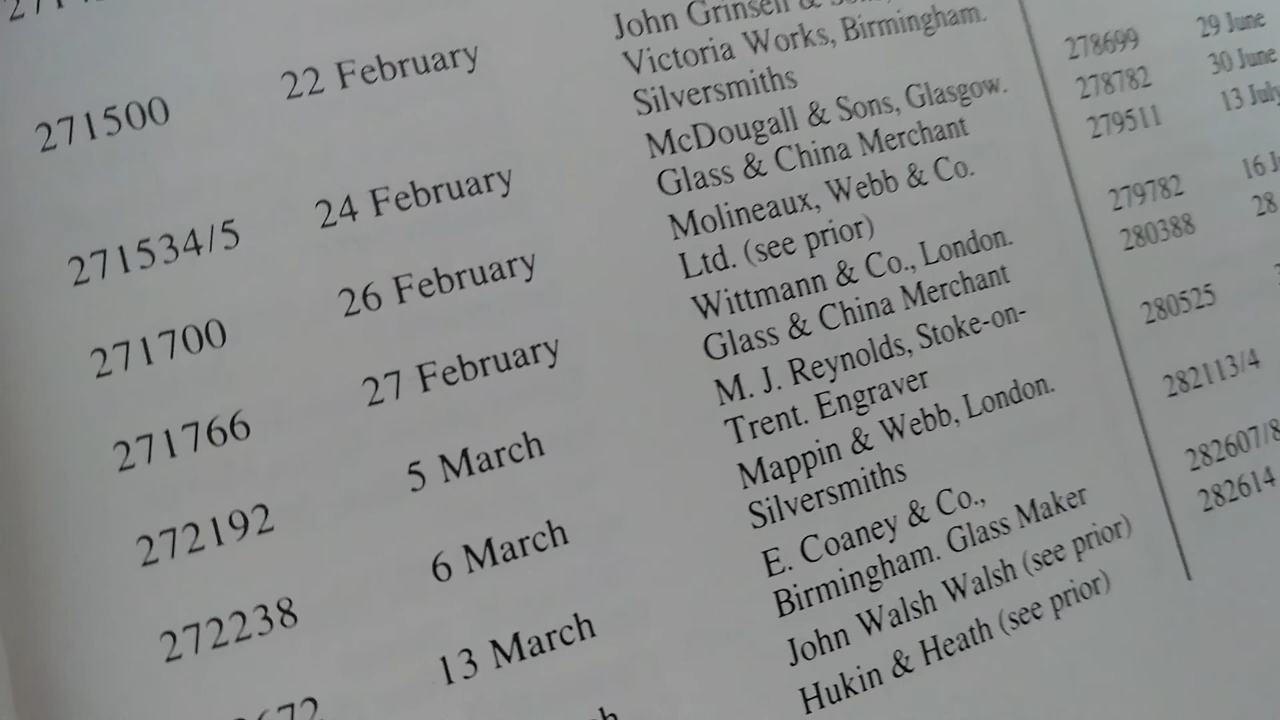 271500 22 February John Grinsell &
Victoria Works, Birmingham.
Silversmiths
271534/5 24 February McDougall & Sons, Glasgow.
Glass & China Merchant
271700 26 February Molineaux, Webb & Co.
Ltd. (see prior)
271766 27 February Wittmann & Co., London.
Glass & China Merchant
272192 5 March M. J. Reynolds, Stoke-on-
Trent. Engraver
272238 6 March Mappin & Webb, London.
Silversmiths
13 March E. Coaney & Co.,
Birmingham. Glass Maker
John Walsh Walsh (see prior)
Hukin & Heath (see prior)
278699 29 June
278782 30 June
279511 13 July
279782 16
280388 28
280525
282113/4
282607/8
282614